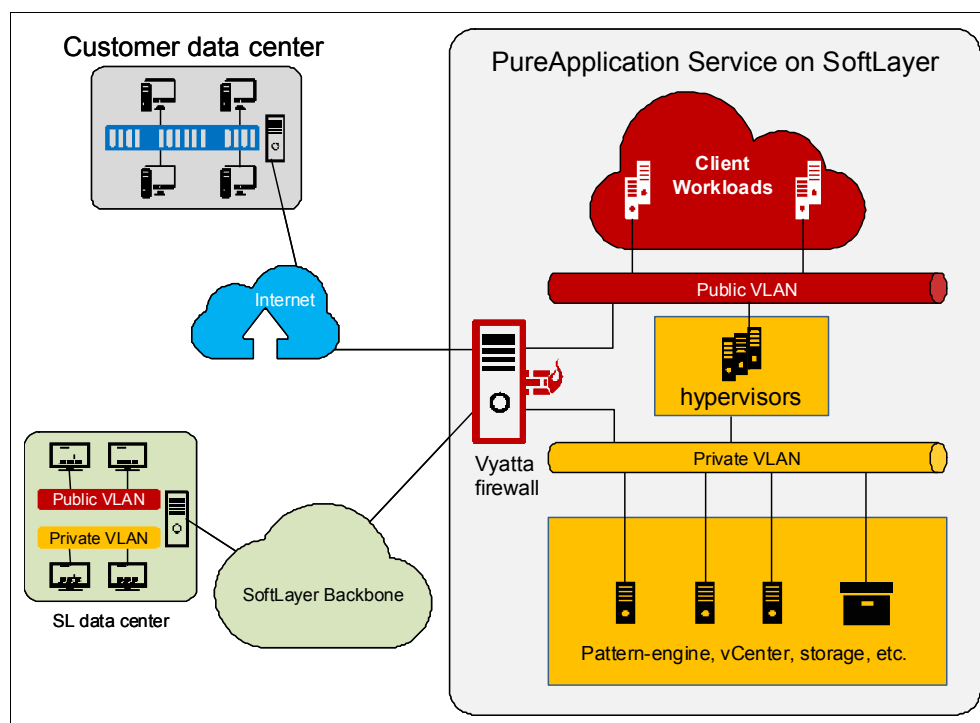 Customer data center
PureApplication Service on SoftLayer
Client
Workloads
Internet
Public VLAN
hypervisors
Vyatta
firewall
Private VLAN
Public VLAN
Private VLAN
SL data center
SoftLayer Backbone
Pattern-engine, vCenter, storage, etc.